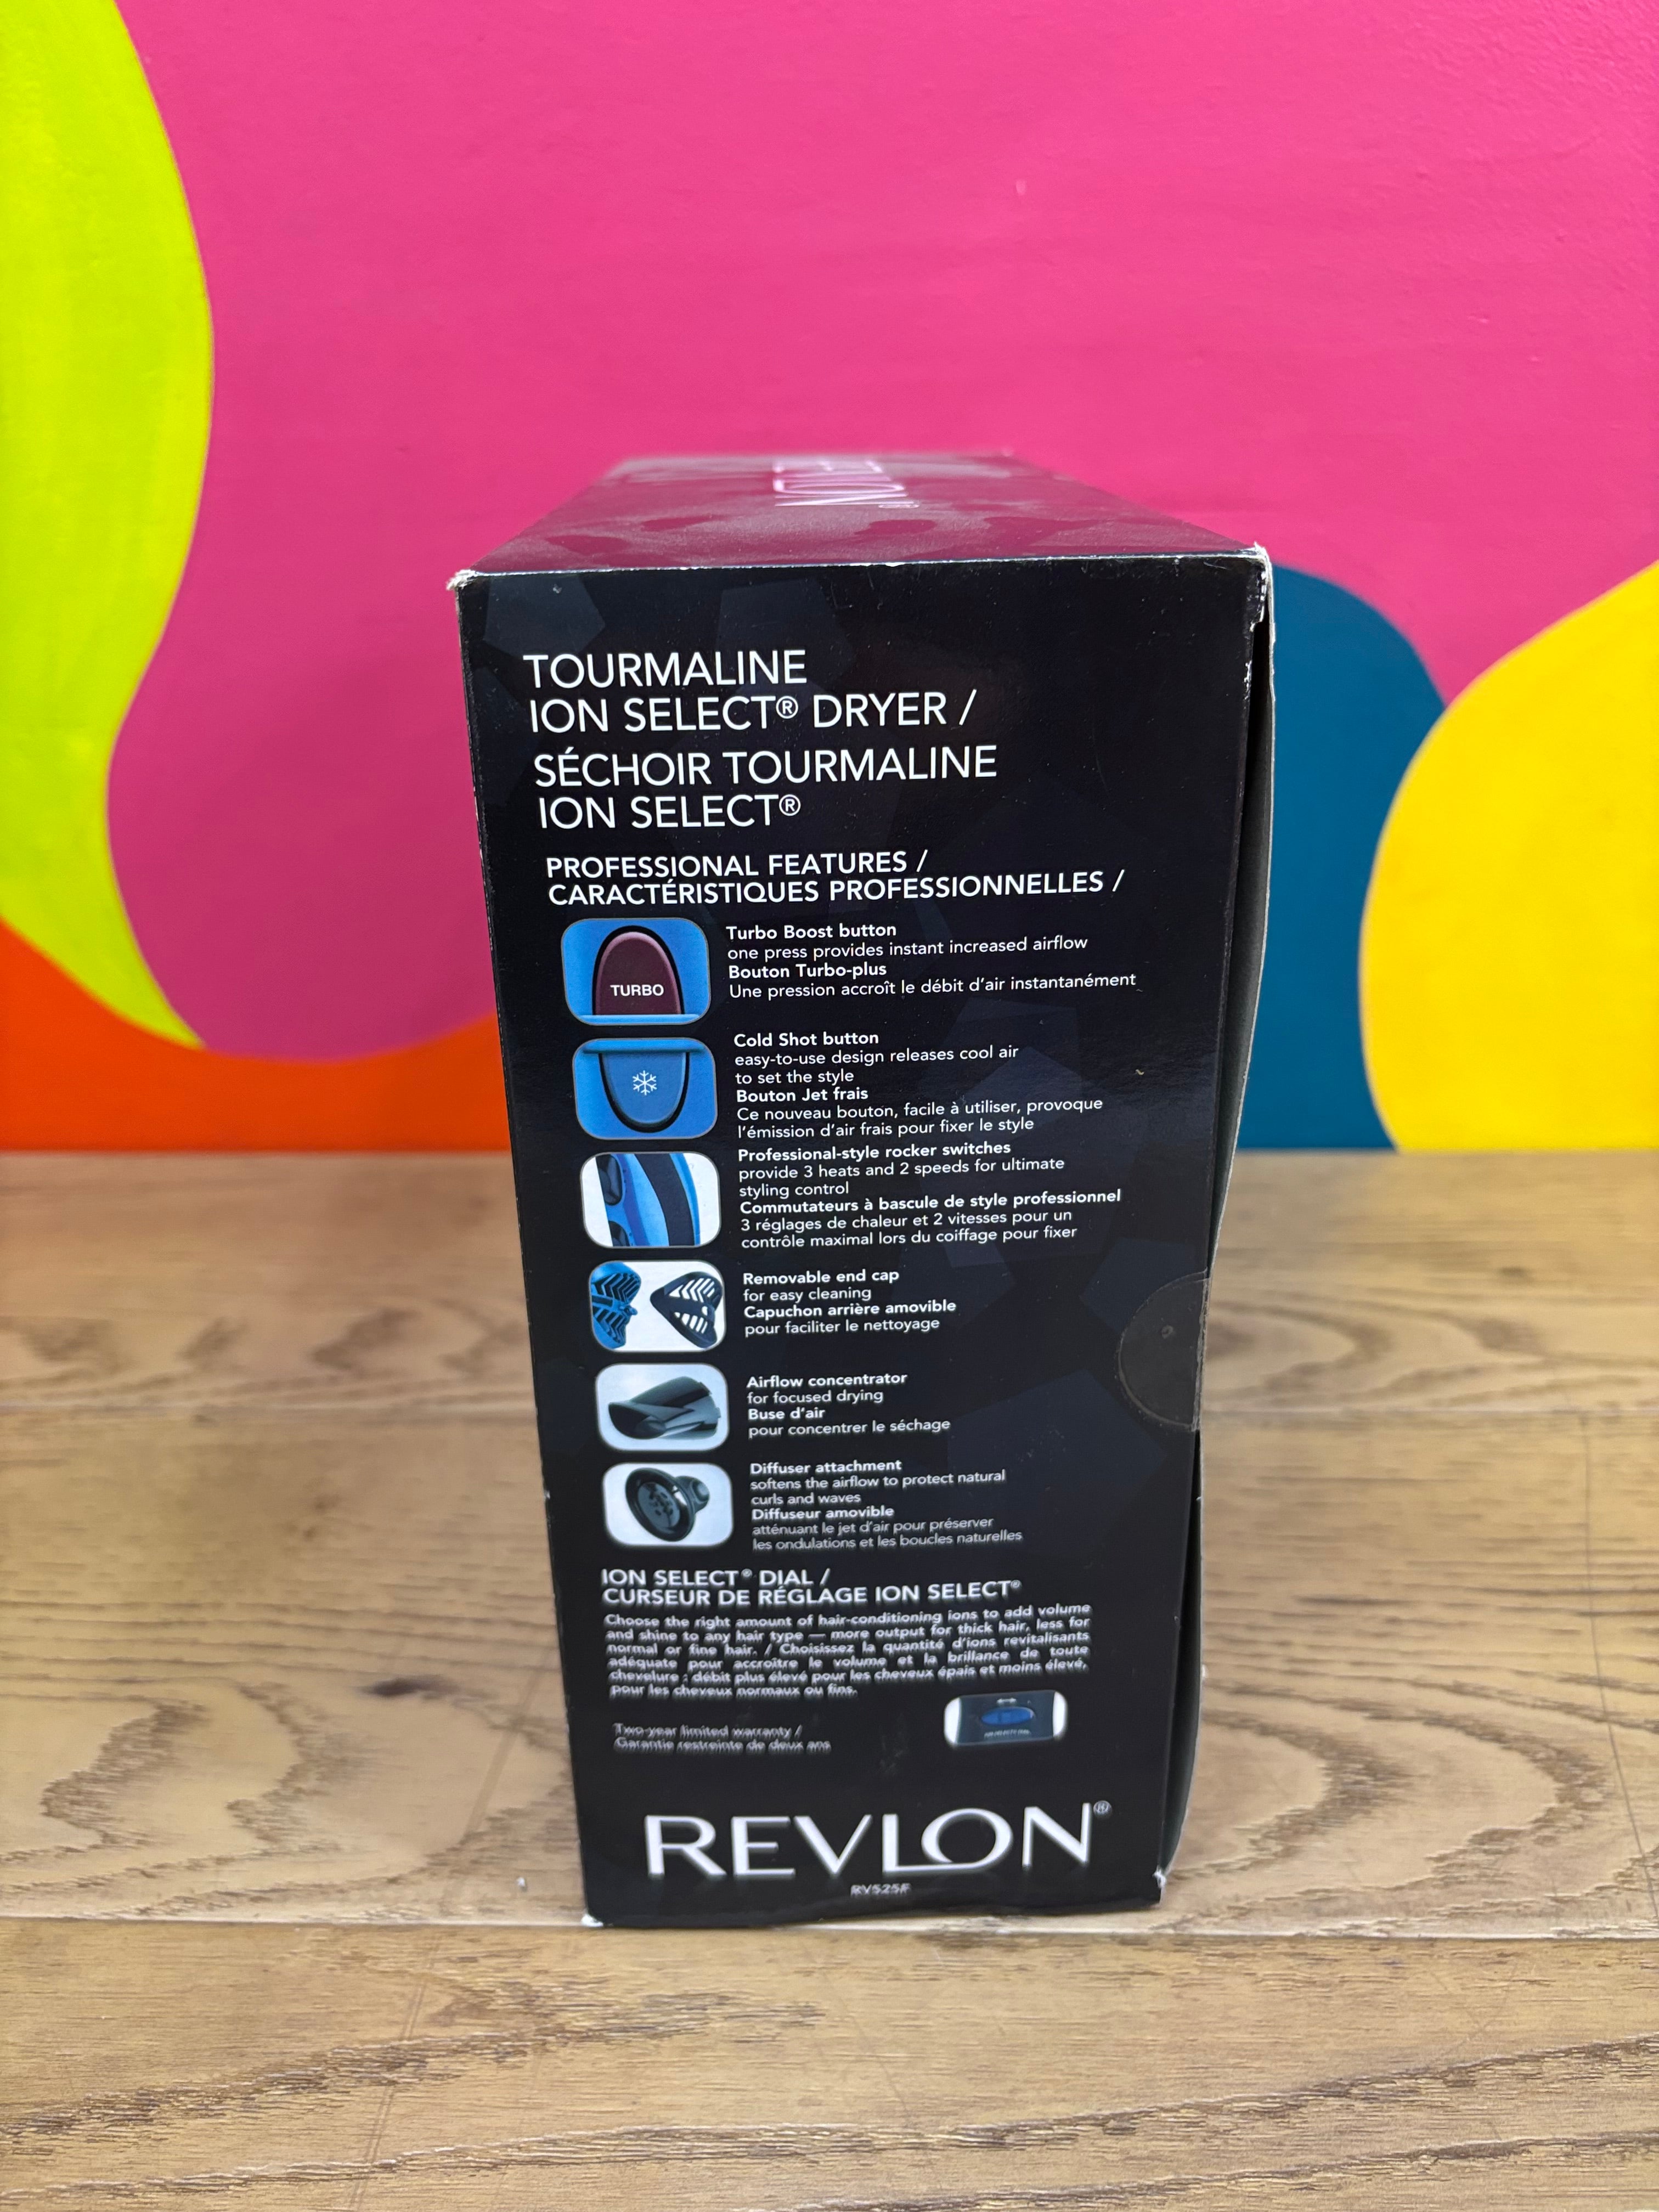 REVLON®
TOURMALINE
ION SELECT® DRYER /
SÉCHOIR TOURMALINE
ION SELECT®
PROFESSIONAL FEATURES /
CARACTÉRISTIQUES PROFESSIONNELLES /
TURBO
Turbo Boost button
one press provides instant increased airflow
Bouton Turbo-plus
Une pression accroît le débit d'air instantanément
Cold Shot button
easy-to-use design releases cool air
to set the style
Bouton Jet frais
Ce nouveau bouton, facile à utiliser, provoque
l'émission d'air frais pour fixer le style
Professional-style rocker switches
provide 3 heats and 2 speeds for ultimate
styling control
Commutateurs à bascule de style professionnel
3 réglages de chaleur et 2 vitesses pour un
contrôle maximal lors du coiffage pour fixer
Removable end cap
for easy cleaning
Capuchon arrière amovible
pour faciliter le nettoyage
Airflow concentrator
for focused drying
Buse d'air
pour concentrer le séchage
Diffuser attachment
softens the airflow to protect natural
curls and waves
Diffuseur amovible
atténuant le jet d'air pour préserver
les ondulations et les boucles naturelles
ION SELECT® DIAL /
CURSEUR DE RÉGLAGE ION SELECT®
Choose the right amount of hair-conditioning ions to add volume
and shine to any hair type — more output for thick hair, less for
normal or fine hair. / Choisissez la quantité d'ions revitalisants
adéquate pour accroître le volume et la brillance de toute
chevelure : débit plus élevé pour les cheveux épais et moins élevé,
pour les cheveux normaux ou fins.
Two-year limited warranty /
Garantie restreinte de deux ans
REVLON®
RV525F